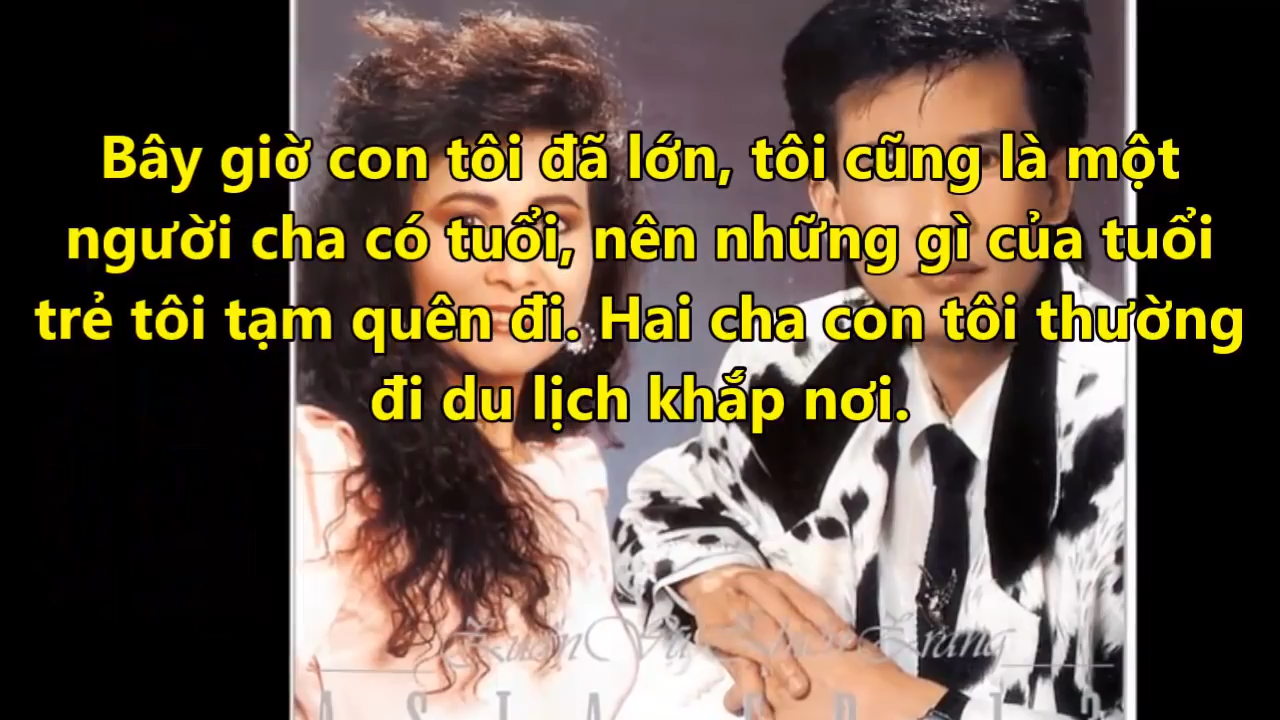 Bây giờ con tôi đã lớn, tôi cũng là một
người cha có tuổi, nên những gì của tuổi
trẻ tôi tạm quên đi. Hai cha con tôi thường
đi du lịch khắp nơi.
ASIA